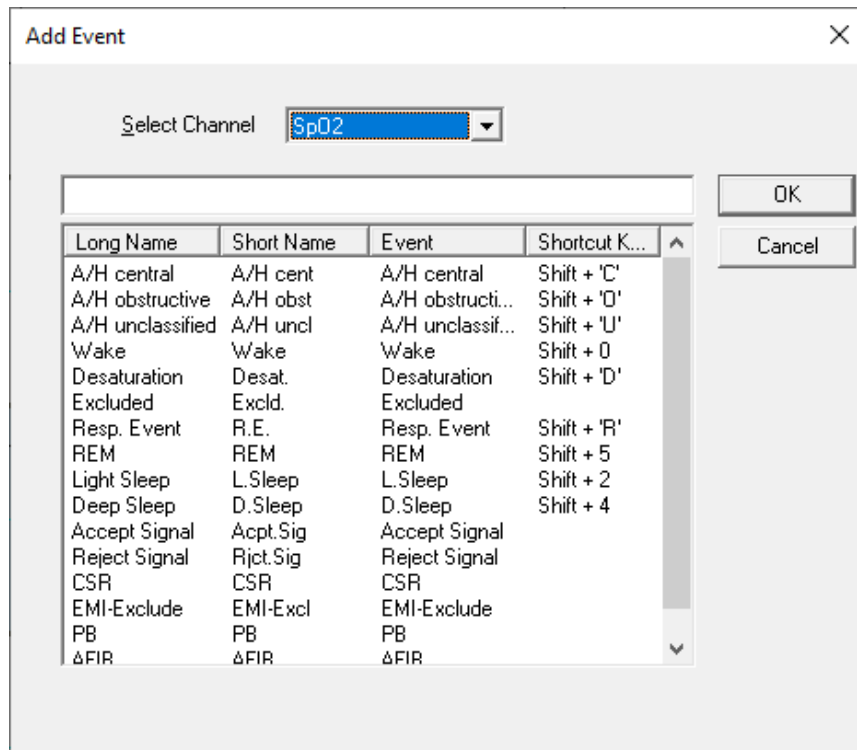 Add Event
Select Channel SpO2
OK
Long Name Short Name Event Shortcut K...
Cancel
A/H central A/H cent A/H central Shift + 'C'
A/H obstructive A/H obst A/H obstructi... Shift + 'O'
A/H unclassified A/H uncl A/H unclassif... Shift + 'U'
Wake Wake Wake Shift + 0
Desaturation Desat. Desaturation Shift + 'D'
Excluded Excld. Excluded
Resp. Event R.E. Resp. Event Shift + 'R'
REM REM REM Shift + 5
Light Sleep L.Sleep L.Sleep Shift + 2
Deep Sleep D.Sleep D.Sleep Shift + 4
Accept Signal Acpt.Sig Accept Signal
Reject Signal Rjct.Sig Reject Signal
CSR CSR CSR
EMI-Exclude EMI-Excl EMI-Exclude
PB PB PB
AFIB AFIB AFIB